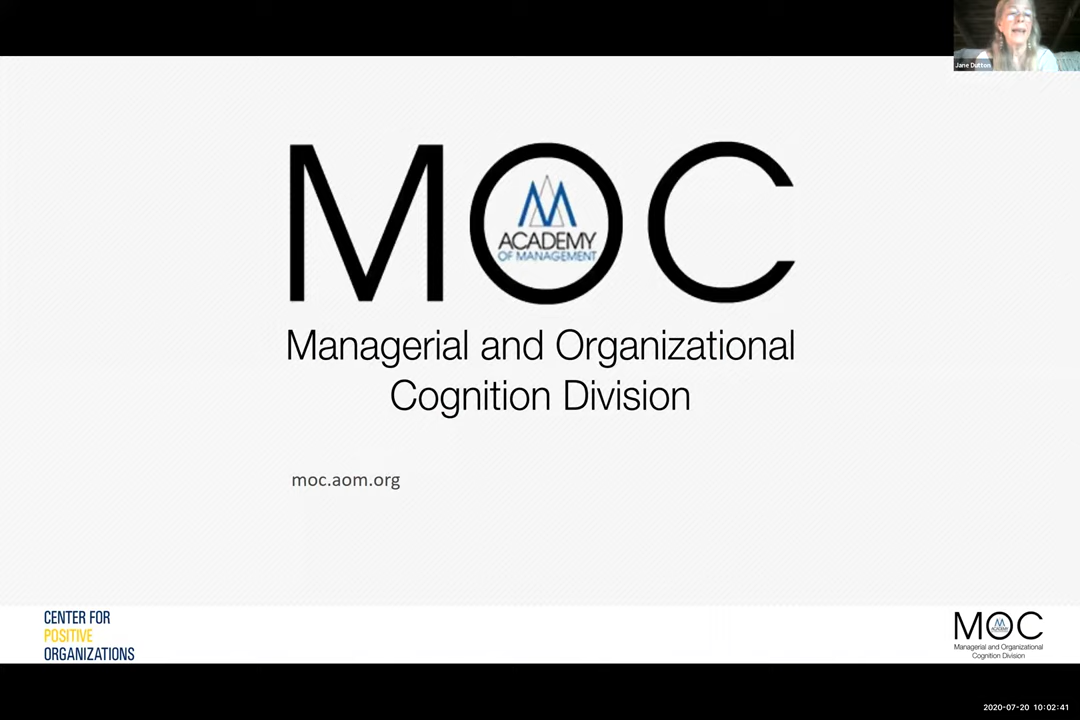 Jane Dutton
MOC
ACADEMY
OF MANAGEMENT
Managerial and Organizational
Cognition Division
moc.aom.org
CENTER FOR
POSITIVE
ORGANIZATIONS
MOC
Managerial and Organizational
Cognition Division
2020-07-20 10:02:41